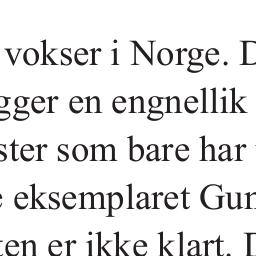 vokser i Norge. D
gger en engnellik
ster som bare har
eksemplaret Gun
ten er ikke klart. D